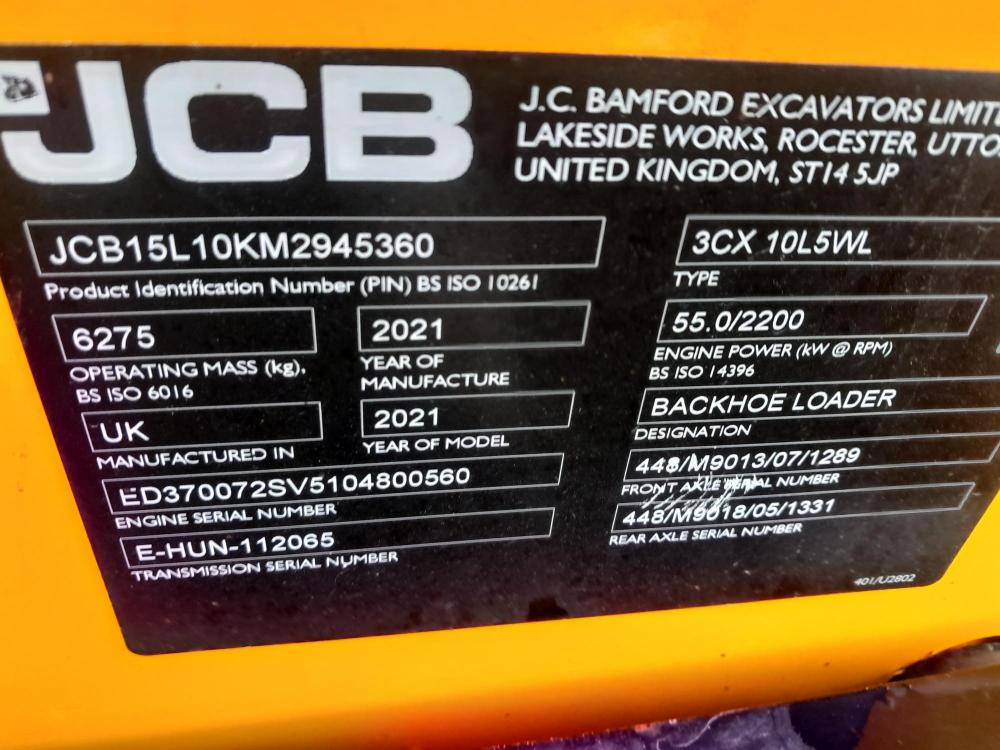 JCB
J.C. BAMFORD EXCAVATORS
LAKESIDE WORKS, ROCESTER,
UNITED KINGDOM, ST14 5JP
JCB15L10KM2945360
Product Identification Number (PIN) BS ISO 10261
3CX 10L5WL
TYPE
6275
OPERATING MASS (kg),
BS ISO 6016
2021
YEAR OF
MANUFACTURE
55.0/2200
ENGINE POWER (kW @ RPM)
BS ISO 14396
UK
MANUFACTURED IN
2021
YEAR OF MODEL
BACKHOE LOADER
DESIGNATION
ED370072SV5104800560
ENGINE SERIAL NUMBER
448/M9013/07/1289
FRONT AXLE SERIAL NUMBER
E-HUN-112065
TRANSMISSION SERIAL NUMBER
448/M9018/05/1331
REAR AXLE SERIAL NUMBER
401/U2802